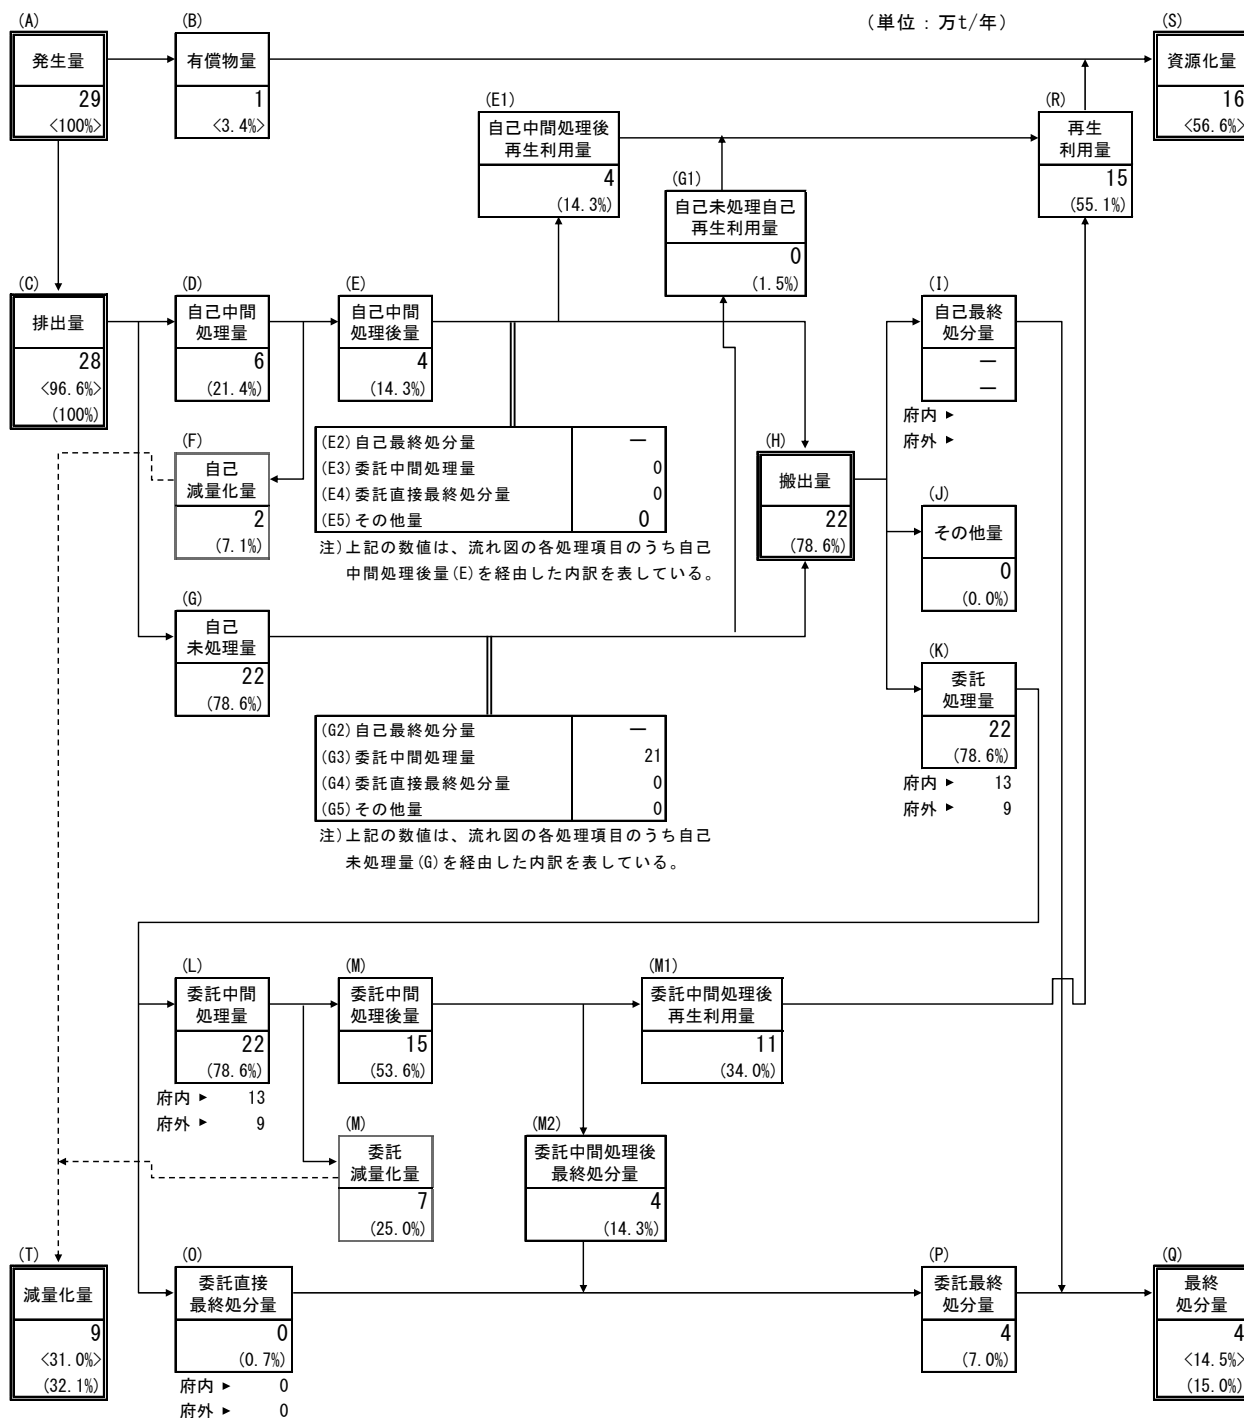 (単位：万t/年)
(A)
発生量
29
<100%>
(B)
有償物量
1
<3.4%>
(S)
資源化量
16
<56.6%>
(E1)
自己中間処理後
再生利用量
4
(14.3%)
(G1)
自己未処理自己
再生利用量
0
(1.5%)
(R)
再生
利用量
15
(55.1%)
(C)
排出量
28
<96.6%>
(100%)
(D)
自己中間
処理量
6
(21.4%)
(E)
自己中間
処理後量
4
(14.3%)
(I)
自己最終
処分量
—
—
府内 ▶
府外 ▶
(F)
自己
減量化量
2
(7.1%)
(E2)自己最終処分量 —
(E3)委託中間処理量 0
(E4)委託直接最終処分量 0
(E5)その他量 0
注)上記の数値は、流れ図の各処理項目のうち自己
中間処理後量(E)を経由した内訳を表している。
(H)
搬出量
22
(78.6%)
(J)
その他量
0
(0.0%)
(G)
自己
未処理量
22
(78.6%)
(K)
委託
処理量
22
(78.6%)
府内 ▶ 13
府外 ▶ 9
(G2)自己最終処分量 —
(G3)委託中間処理量 21
(G4)委託直接最終処分量 0
(G5)その他量 0
注)上記の数値は、流れ図の各処理項目のうち自己
未処理量(G)を経由した内訳を表している。
(L)
委託中間
処理量
22
(78.6%)
府内 ▶ 13
府外 ▶ 9
(M)
委託中間
処理後量
15
(53.6%)
(M1)
委託中間処理後
再生利用量
11
(34.0%)
(M)
委託
減量化量
7
(25.0%)
(M2)
委託中間処理後
最終処分量
4
(14.3%)
(T)
減量化量
9
<31.0%>
(32.1%)
(O)
委託直接
最終処分量
0
(0.7%)
府内 ▶ 0
府外 ▶ 0
(P)
委託最終
処分量
4
(7.0%)
(Q)
最終
処分量
4
<14.5%>
(15.0%)